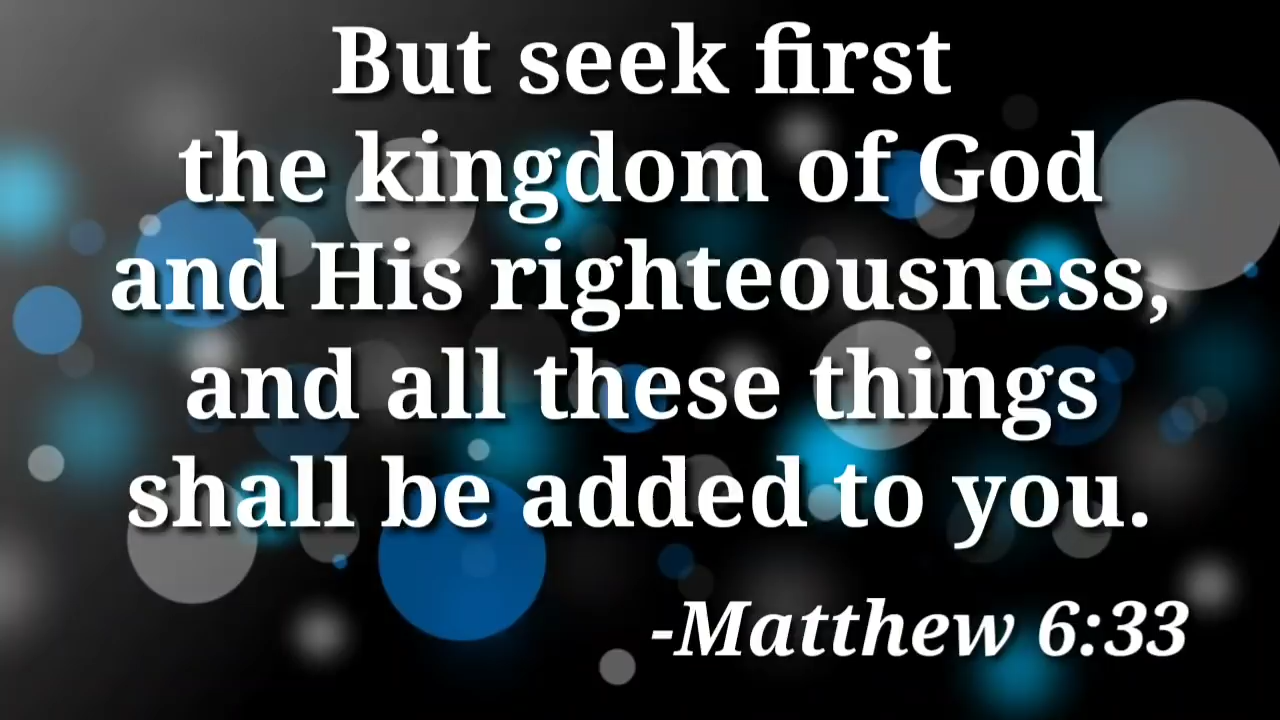 But seek first
the kingdom of God
and His righteousness,
and all these things
shall be added to you.
-Matthew 6:33